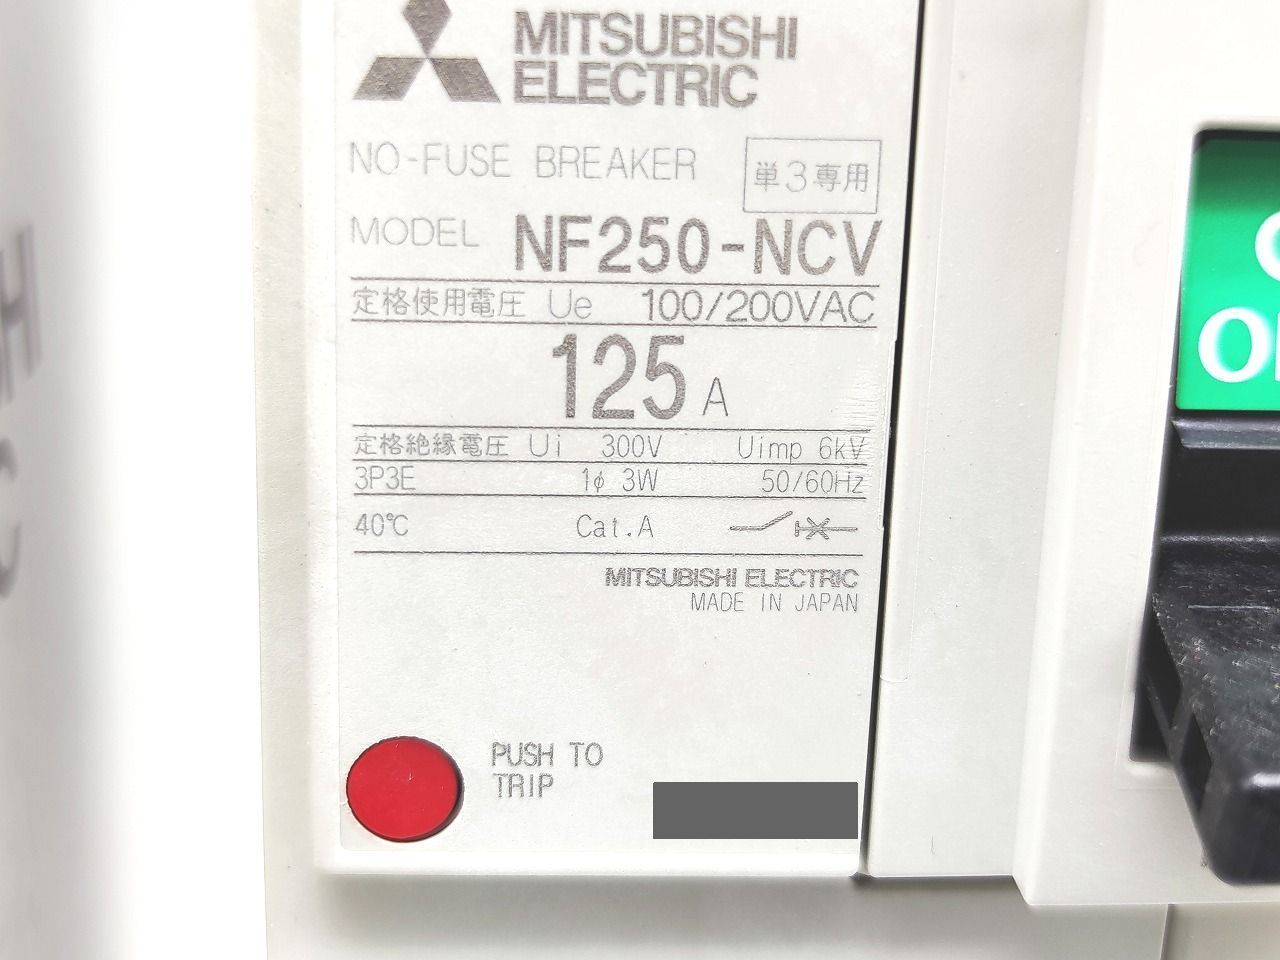 MITSUBISHI
ELECTRIC
NO-FUSE BREAKER 単3専用
MODEL NF250-NCV
定格使用電圧 Ue 100/200VAC
125A
定格絶縁電圧 Ui 300V Uimp 6kV
3P3E 1φ 3W 50/60Hz
40℃ Cat.A
MITSUBISHI ELECTRIC
MADE IN JAPAN
PUSH TO
TRIP